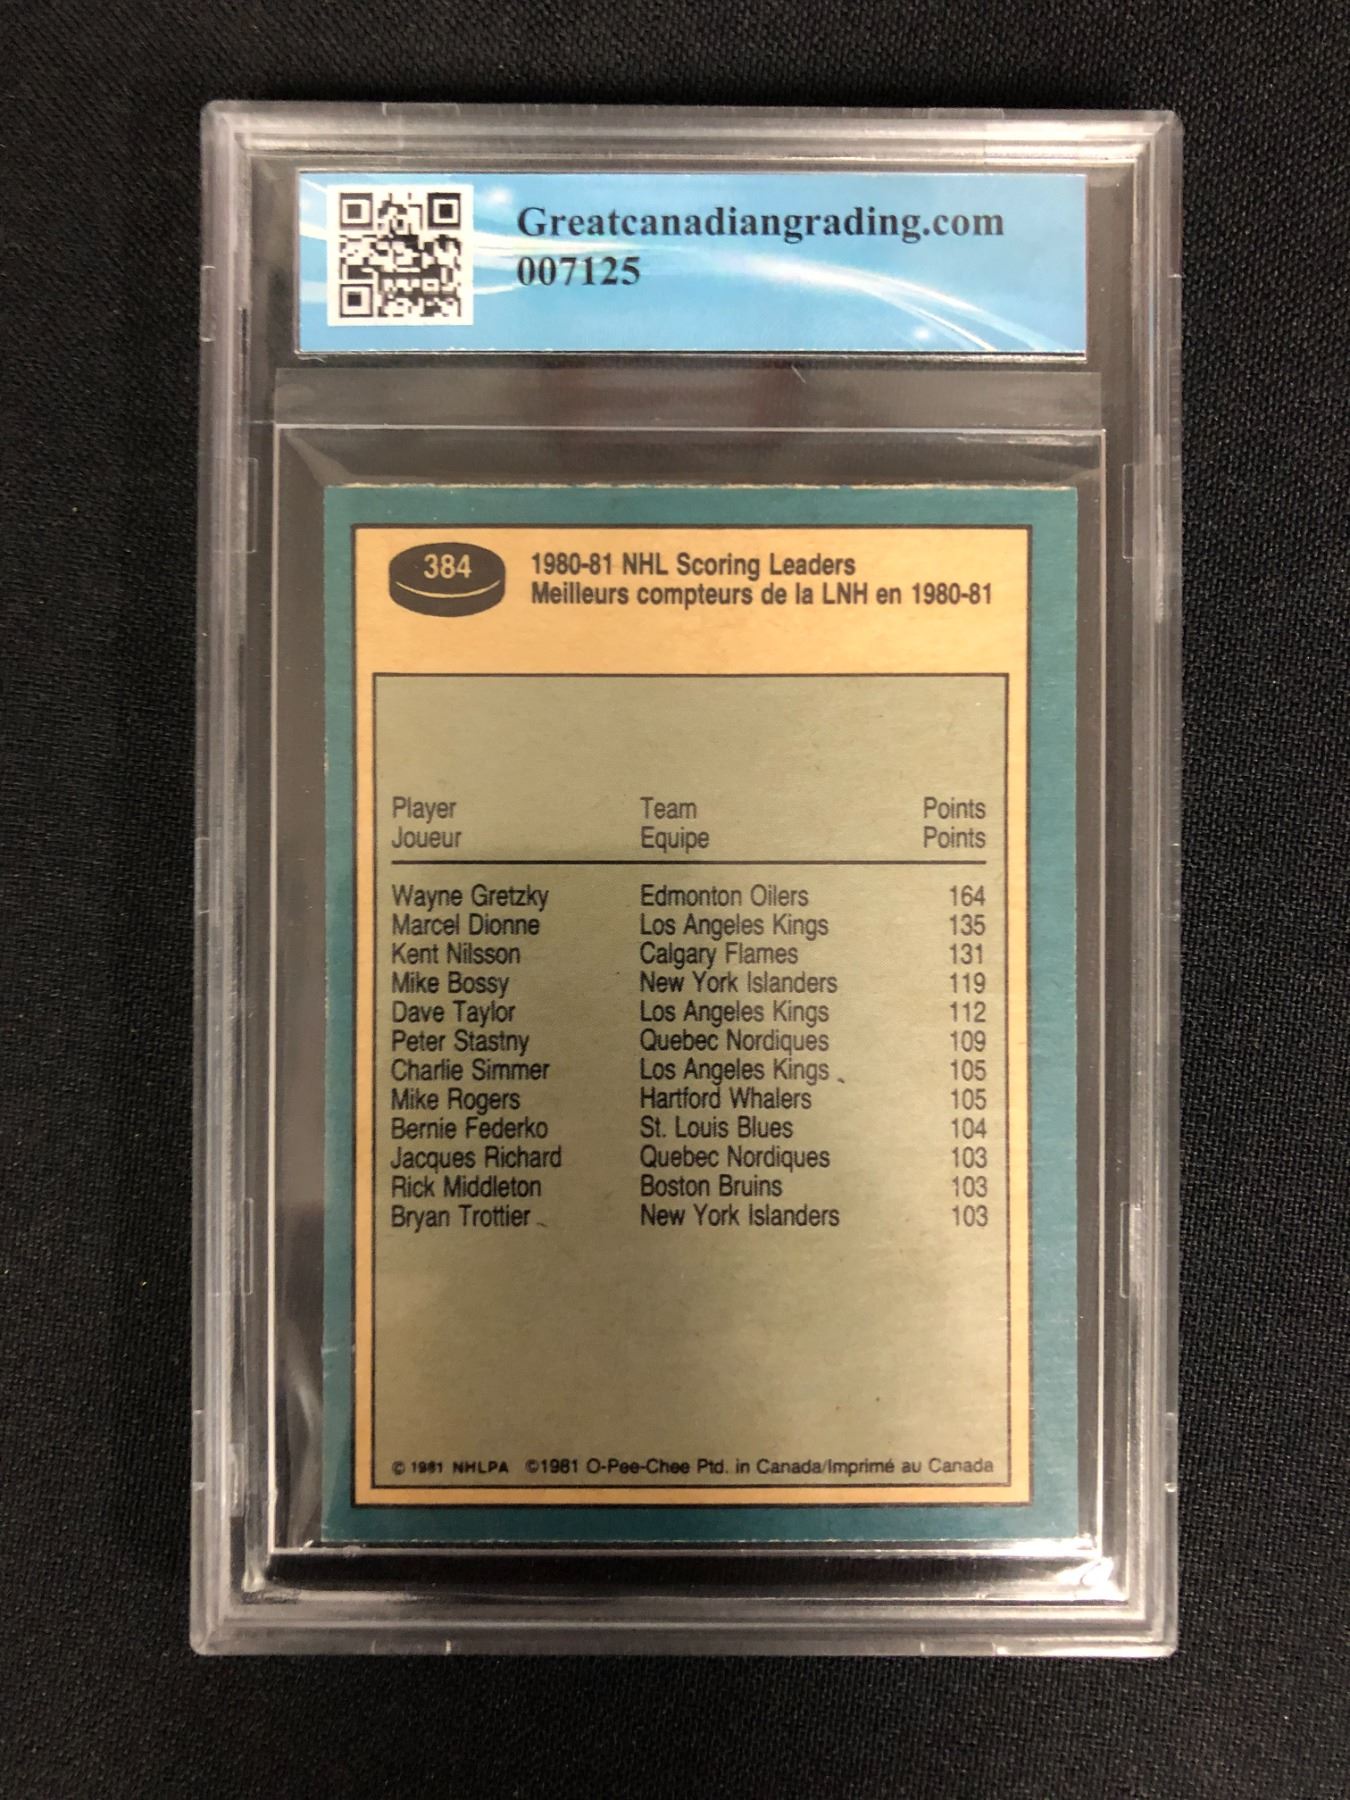 Greatcanadiangrading.com
007125
384
1980-81 NHL Scoring Leaders
Meilleurs compteurs de la LNH en 1980-81
Player Team Points
Joueur Equipe Points
Wayne Gretzky Edmonton Oilers 164
Marcel Dionne Los Angeles Kings 135
Kent Nilsson Calgary Flames 131
Mike Bossy New York Islanders 119
Dave Taylor Los Angeles Kings 112
Peter Stastny Quebec Nordiques 109
Charlie Simmer Los Angeles Kings 105
Mike Rogers Hartford Whalers 105
Bernie Federko St. Louis Blues 104
Jacques Richard Quebec Nordiques 103
Rick Middleton Boston Bruins 103
Bryan Trottier New York Islanders 103
© 1981 NHLPA ©1981 O-Pee-Chee Ptd. in Canada/Imprimé au Canada